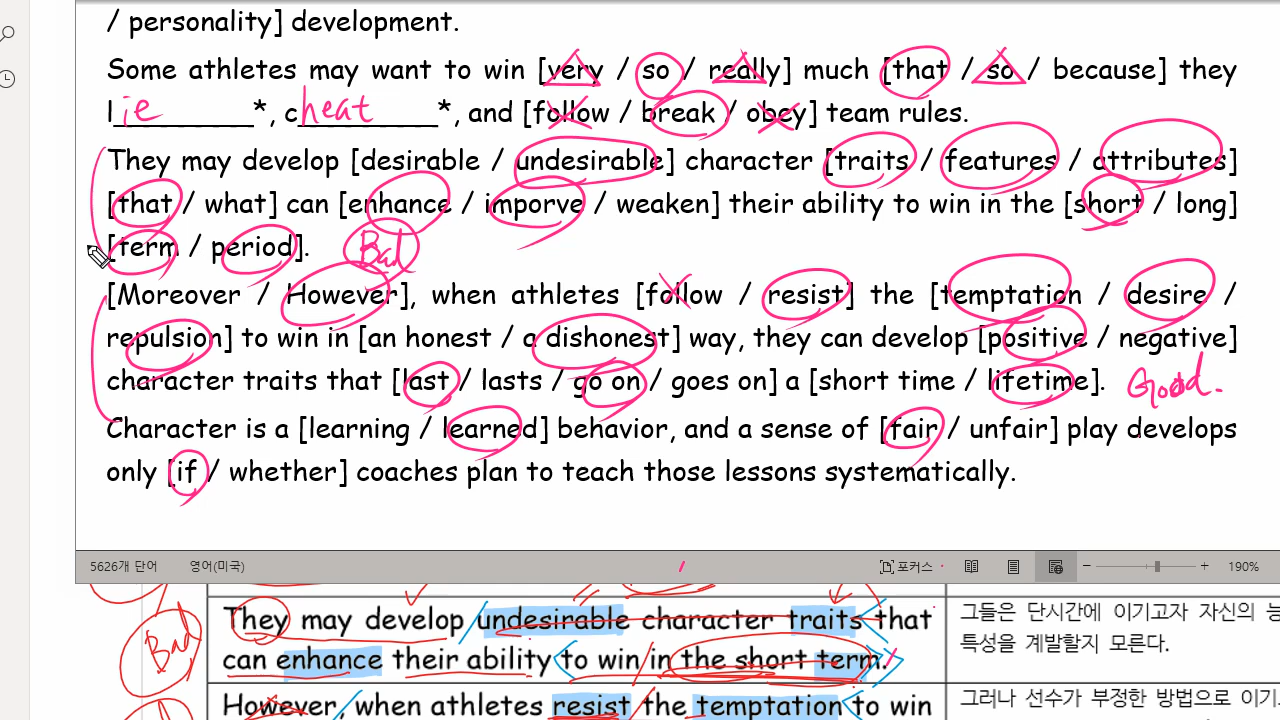 / personality] development.
Some athletes may want to win [very / so / really] much [that / so / because] they
lie_________*, cheat_________*, and [follow / break / obey] team rules.
They may develop [desirable / undesirable] character [traits / features / attributes]
[that / what] can [enhance / imporve / weaken] their ability to win in the [short / long]
[term / period]. Bad
[Moreover / However], when athletes [follow / resist] the [temptation / desire /
repulsion] to win in [an honest / a dishonest] way, they can develop [positive / negative]
character traits that [last / lasts / go on / goes on] a [short time / lifetime]. Good.
Character is a [learning / learned] behavior, and a sense of [fair / unfair] play develops
only [if / whether] coaches plan to teach those lessons systematically.
5626개 단어 영어(미국) 포커스 190%
Bad
They may develop undesirable character traits that
can enhance their ability to win in the short term.
그들은 단시간에 이기고자 자신의 능
특성을 계발할지 모른다.
However, when athletes resist the temptation to win
그러나 선수가 부정한 방법으로 이기